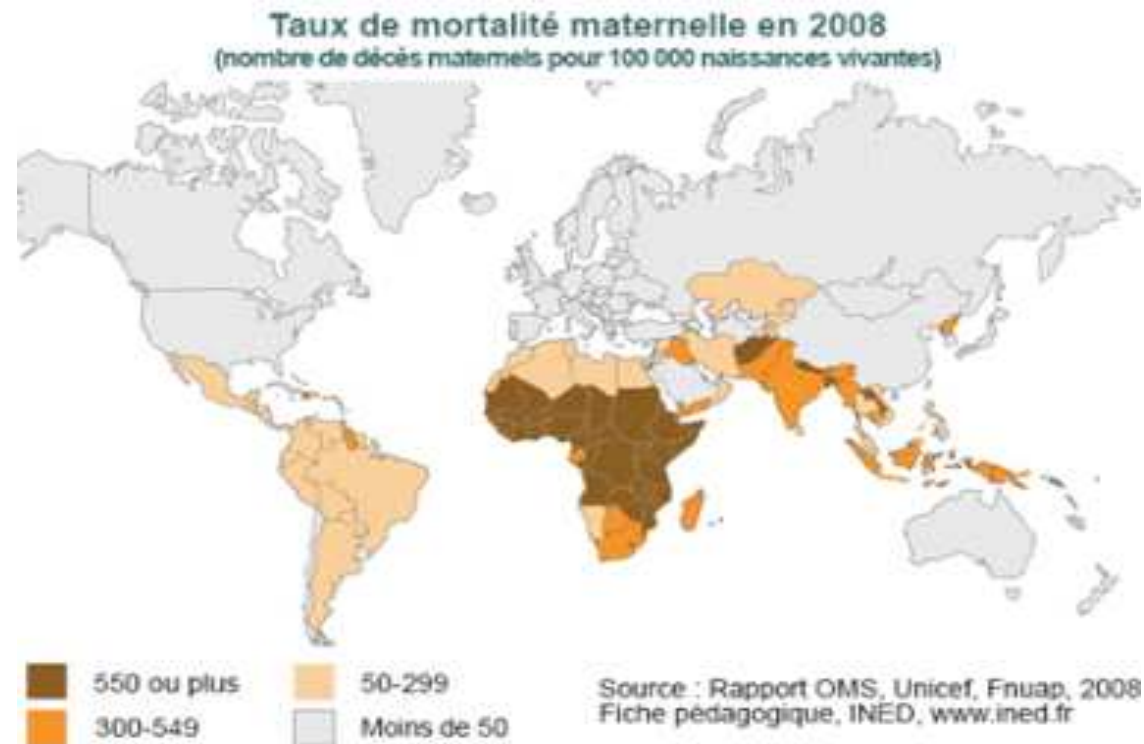 Taux de mortalité maternelle en 2008
(nombre de décès maternels pour 100 000 naissances vivantes)
550 ou plus
300-549
50-299
Moins de 50
Source : Rapport OMS, Unicef, Fnuap, 2008
Fiche pédagogique, INED, www.ined.fr